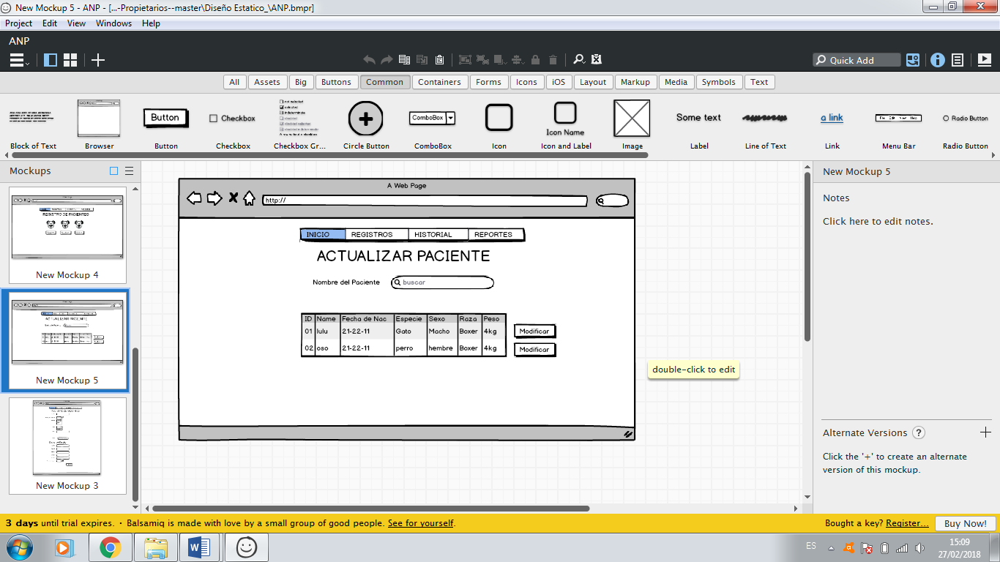 New Mockup 5 - ANP - [...-Propietarios--master\Diseño Estatico_\ANP.bmpr]
Project Edit View Windows Help
ANP
Quick Add
All Assets Big Buttons Common Containers Forms Icons iOS Layout Markup Media Symbols Text
Button
Checkbox
ComboBox
Icon Name
Some text
a link
Radio Button
Block of Text Browser Button Checkbox Checkbox Gr... Circle Button ComboBox Icon Icon and Label Image Label Line of Text Link Menu Bar Radio Button
Mockups
New Mockup 4
New Mockup 5
New Mockup 3
A Web Page
http://
INICIO REGISTROS HISTORIAL REPORTES
ACTUALIZAR PACIENTE
Nombre del Paciente buscar
ID Name Fecha de Nac Especie Sexo Raza Peso
01 lulu 21-22-11 Gato Macho Boxer 4kg Modificar
02 oso 21-22-11 perro hembre Boxer 4kg Modificar
double-click to edit
New Mockup 5
Notes
Click here to edit notes.
Alternate Versions ?
Click the '+' to create an alternate
version of this mockup.
3 days until trial expires. · Balsamiq is made with love by a small group of good people. See for yourself.
Bought a key? Register... Buy Now!
ES
15:09
27/02/2018